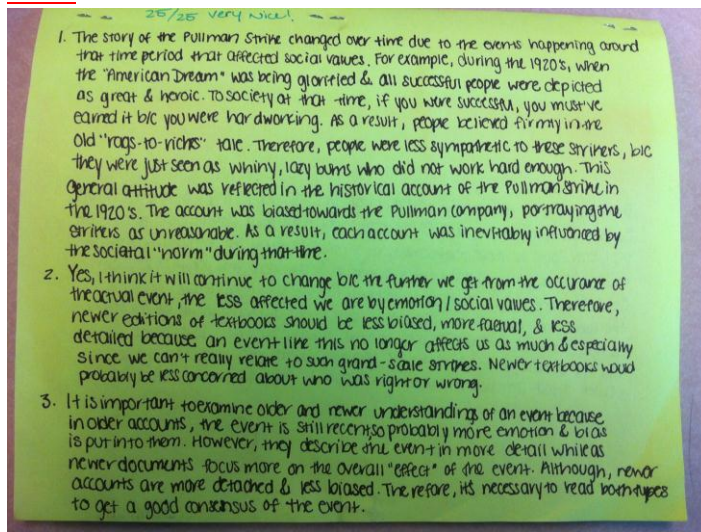 25/25 Very Nice!
1. The story of the Pullman Strike changed over time due to the events happening around
that time period that affected social values. For example, during the 1920's, when
the "American Dream" was being glorified & all successful people were depicted
as great & heroic. To society at that time, if you were successful, you must've
earned it b/c you were hardworking. As a result, people believed firmly in the
old "rags-to-riches" tale. Therefore, people were less sympathetic to these strikers, b/c
they were just seen as whiny, lazy bums who did not work hard enough. This
general attitude was reflected in the historical account of the Pullman Strike in
the 1920's. The account was biased towards the Pullman company, portraying the
strikers as unreasonable. As a result, each account was inevitably influenced by
the societal "norm" during that time.
2. Yes, I think it will continue to change b/c the further we get from the occurance of
the actual event, the less affected we are by emotion / social values. Therefore,
newer editions of textbooks should be less biased, more factual, & less
detailed because an event like this no longer affects us as much & especially
since we can't really relate to such grand-scale strikes. Newer textbooks would
probably be less concerned about who was right or wrong.
3. It is important to examine older and newer understandings of an event because
in older accounts, the event is still recent, so probably more emotion & bias
is put into them. However, they describe the event in more detail while as
newer documents focus more on the overall "effect" of the event. Although, newer
accounts are more detached & less biased. Therefore, it's necessary to read both types
to get a good consensus of the event.